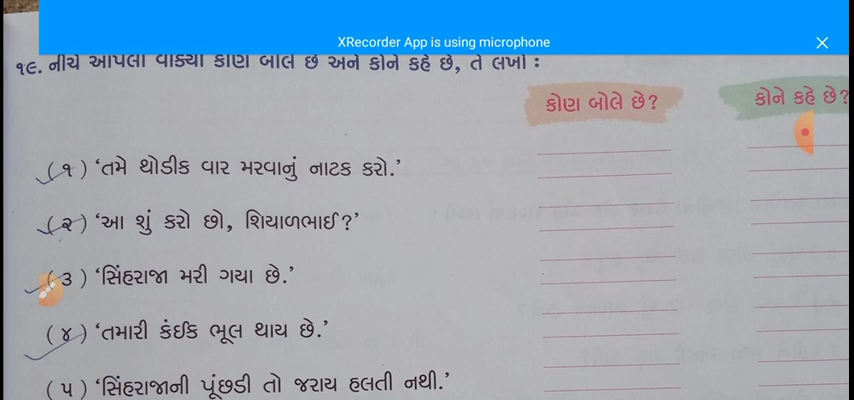 XRecorder App is using microphone
૧૯. નીચે આપેલાં વાક્યો કોણ બોલે છે અને કોને કહે છે, તે લખો :
કોણ બોલે છે? કોને કહે છે?
(૧) ‘તમે થોડીક વાર મરવાનું નાટક કરો.’
(૨) ‘આ શું કરો છો, શિયાળભાઈ?’
(૩) ‘સિંહરાજા મરી ગયા છે.’
(૪) ‘તમારી કંઈક ભૂલ થાય છે.’
(૫) ‘સિંહરાજાની પૂંછડી તો જરાય હલતી નથી.’